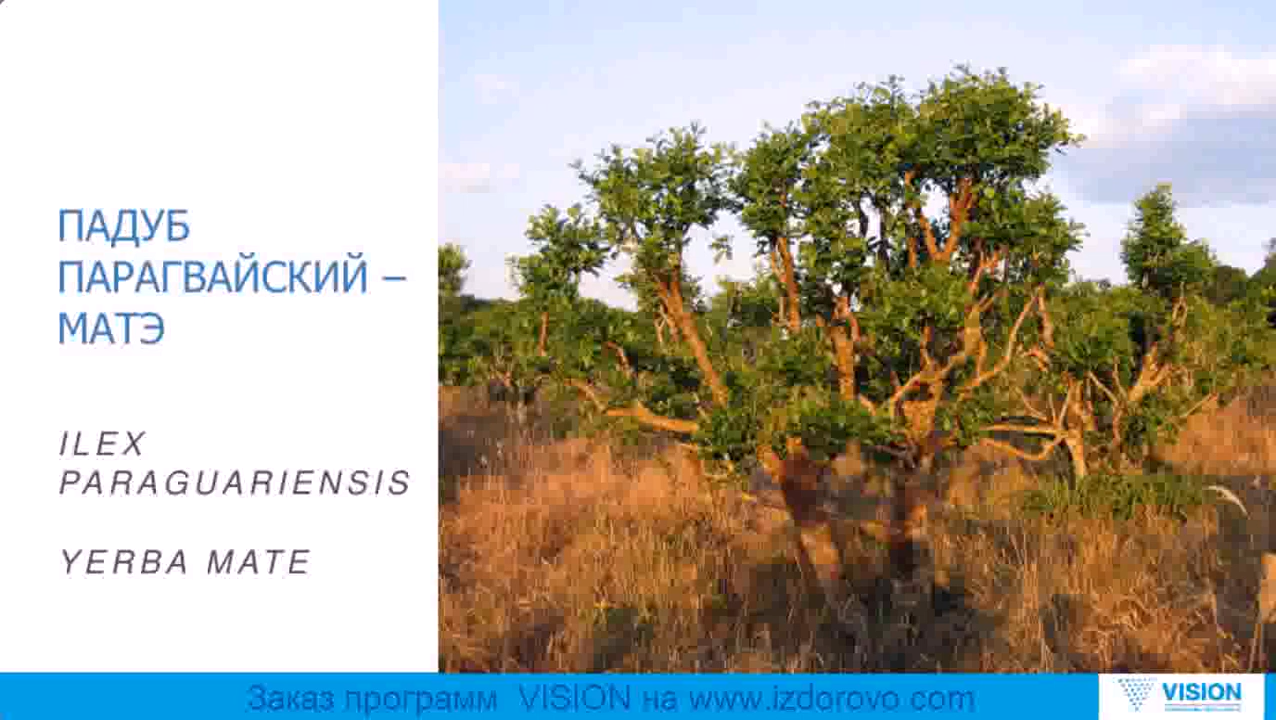 ПАДУБ
ПАРАГВАЙСКИЙ –
МАТЭ
ILEX
PARAGUARIENSIS
YERBA MATE
Заказ программ VISION на www.izdorovo.com
VISION